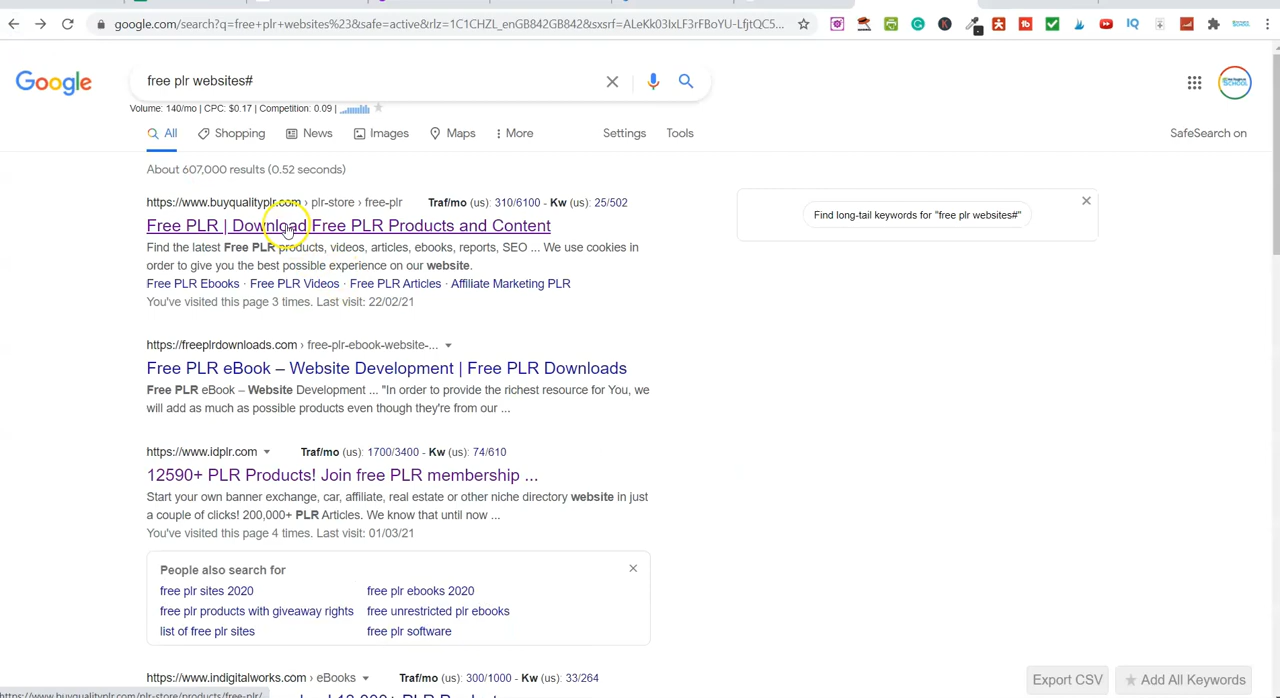 google.com/search?q=free+plr+websites%23&safe=active&rlz=1C1CHZL_enGB842GB842&sxsrf=ALeKk03IxLF3rFBoYU-LfjtQC5...
Google
free plr websites#
Volume: 140/mo | CPC: $0.17 | Competition: 0.09 |
All Shopping News Images Maps More Settings Tools SafeSearch on
About 607,000 results (0.52 seconds)
https://www.buyqualityplr.com › plr-store › free-plr Traf/mo (us): 310/6100 - Kw (us): 25/502
Free PLR | Download Free PLR Products and Content
Find the latest Free PLR products, videos, articles, ebooks, reports, SEO ... We use cookies in
order to give you the best possible experience on our website.
Free PLR Ebooks · Free PLR Videos · Free PLR Articles · Affiliate Marketing PLR
You've visited this page 3 times. Last visit: 22/02/21
Find long-tail keywords for "free plr websites#"
https://freeplrdownloads.com › free-plr-ebook-website-...
Free PLR eBook – Website Development | Free PLR Downloads
Free PLR eBook – Website Development ... "In order to provide the richest resource for You, we
will add as much as possible products even though they're from our ...
https://www.idplr.com Traf/mo (us): 1700/3400 - Kw (us): 74/610
12590+ PLR Products! Join free PLR membership ...
Start your own banner exchange, car, affiliate, real estate or other niche directory website in just
a couple of clicks! 200,000+ PLR Articles. We know that until now ...
You've visited this page 4 times. Last visit: 01/03/21
People also search for
free plr sites 2020 free plr ebooks 2020
free plr products with giveaway rights free unrestricted plr ebooks
list of free plr sites free plr software
https://www.indigitalworks.com › eBooks Traf/mo (us): 300/1000 - Kw (us): 33/264
Export CSV Add All Keywords
https://www.buyqualityplr.com/plr-store/products/free-plr/